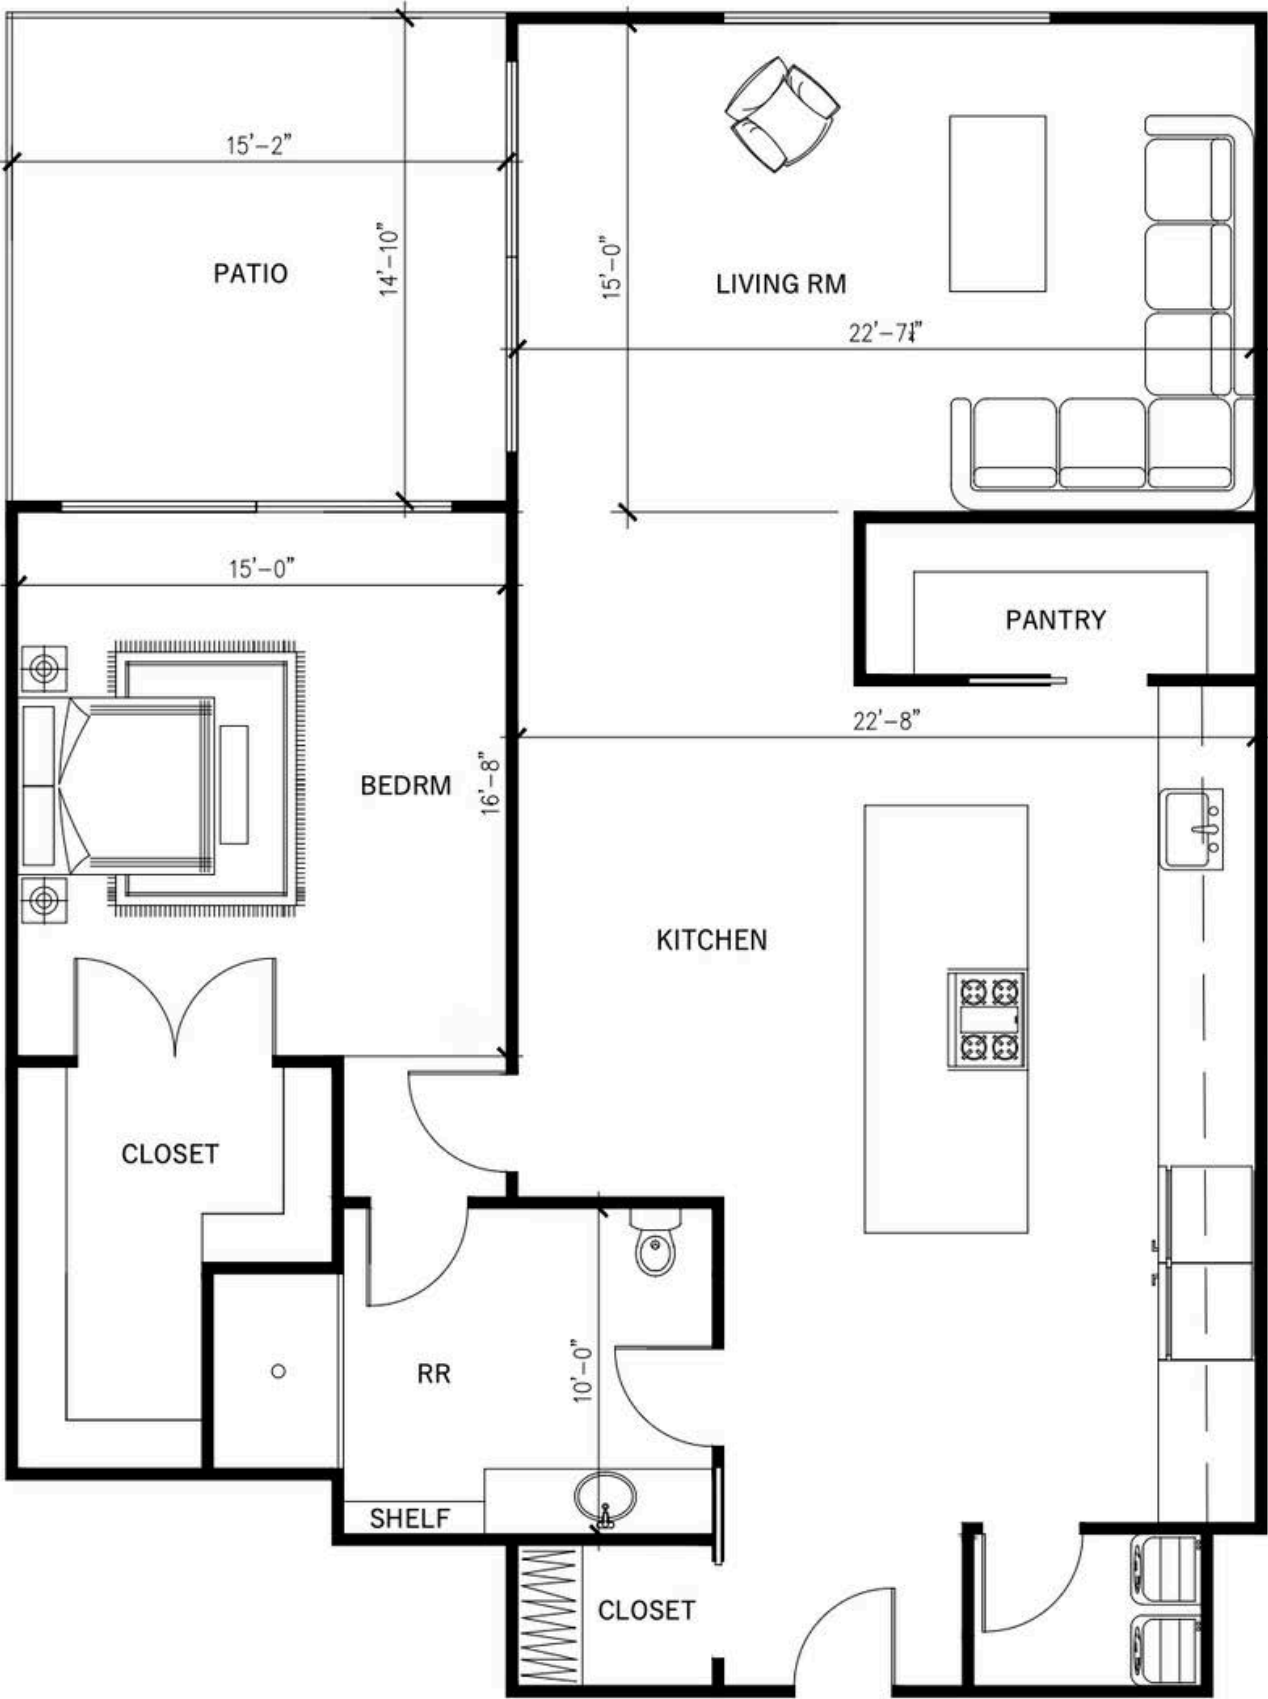 15'-2"
14'-10"
PATIO
15'-0"
LIVING RM
22'-7¼"
15'-0"
PANTRY
22'-8"
BEDRM
16'-8"
KITCHEN
CLOSET
RR
10'-0"
SHELF
CLOSET